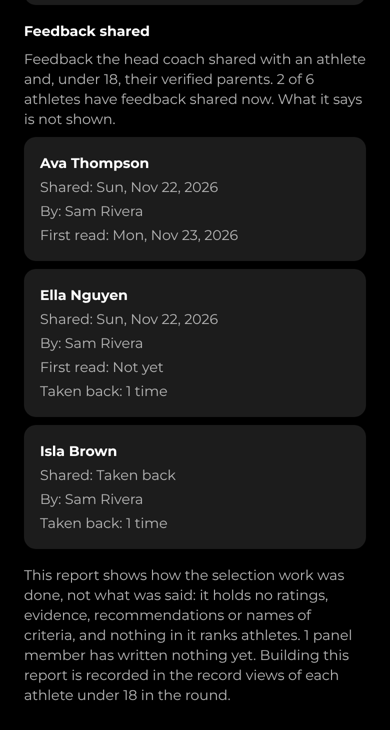 Feedback shared
Feedback the head coach shared with an athlete
and, under 18, their verified parents. 2 of 6
athletes have feedback shared now. What it says
is not shown.
Ava Thompson
Shared: Sun, Nov 22, 2026
By: Sam Rivera
First read: Mon, Nov 23, 2026
Ella Nguyen
Shared: Sun, Nov 22, 2026
By: Sam Rivera
First read: Not yet
Taken back: 1 time
Isla Brown
Shared: Taken back
By: Sam Rivera
Taken back: 1 time
This report shows how the selection work was
done, not what was said: it holds no ratings,
evidence, recommendations or names of
criteria, and nothing in it ranks athletes. 1 panel
member has written nothing yet. Building this
report is recorded in the record views of each
athlete under 18 in the round.